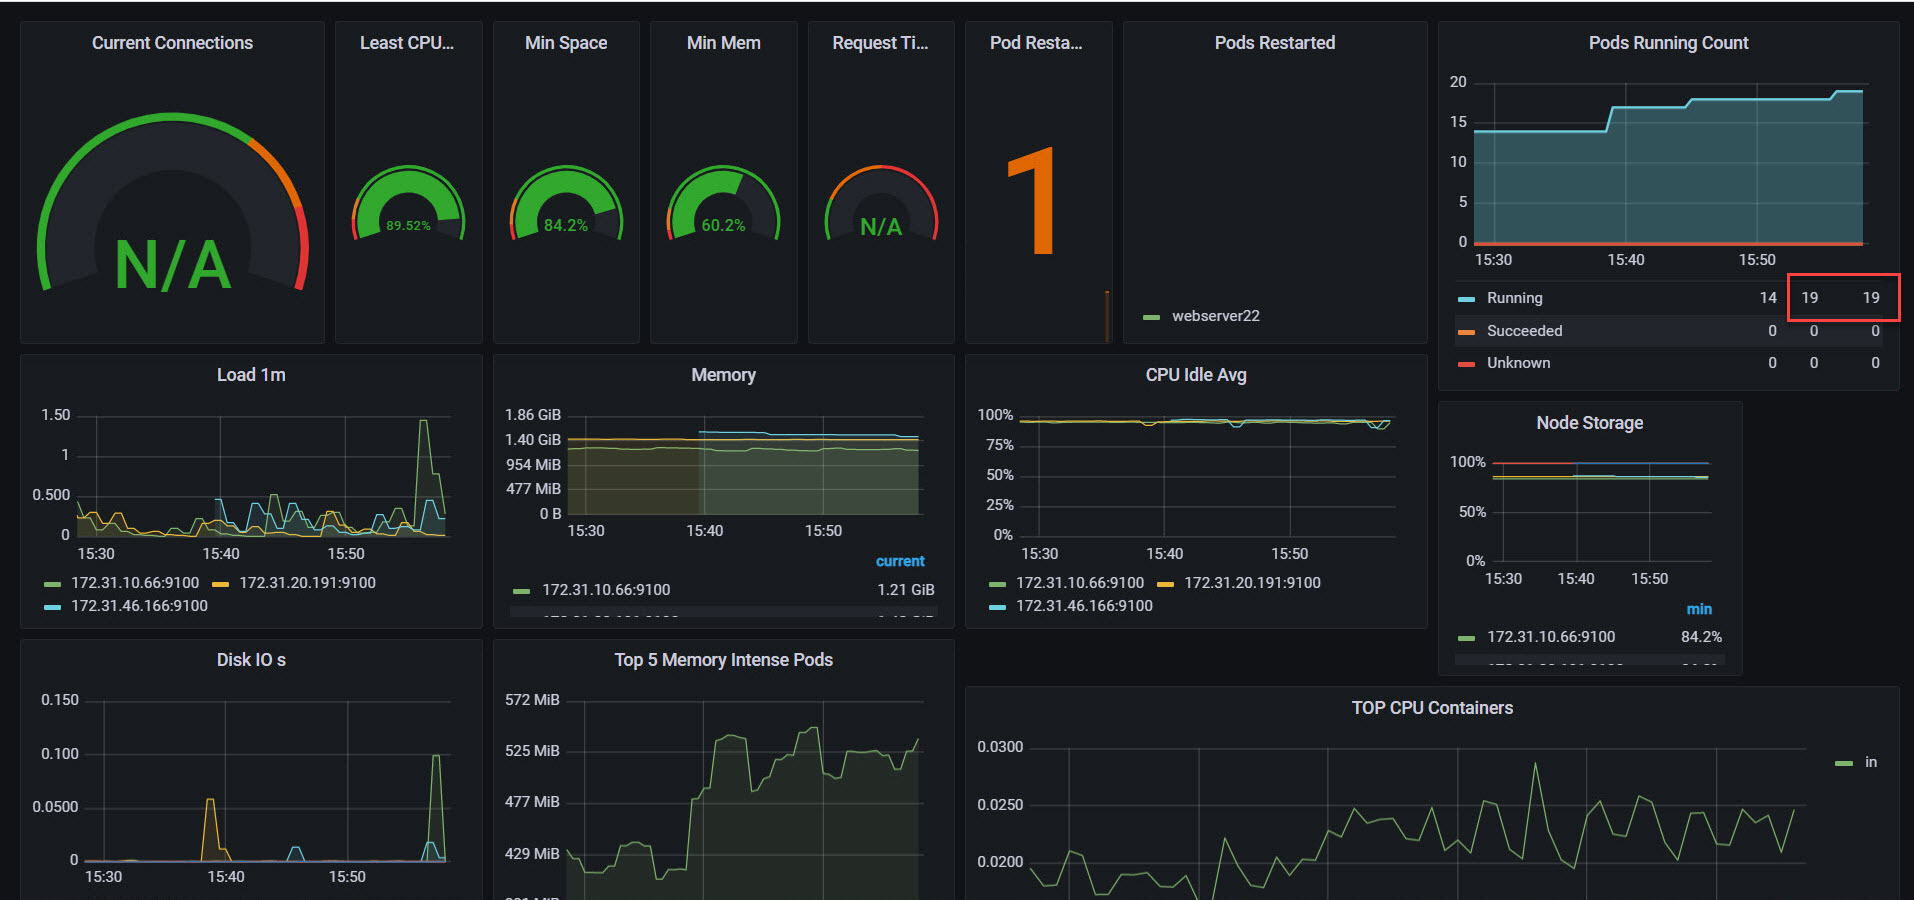 Current Connections
Least CPU...
Min Space
Min Mem
Request Ti...
Pod Resta...
Pods Restarted
Pods Running Count
N/A
89.52%
84.2%
60.2%
N/A
1
webserver22
20
15
10
5
0
15:30 15:40 15:50
Running 14 19 19
Succeeded 0 0 0
Unknown 0 0 0
Load 1m
1.50
1
0.500
0
15:30 15:40 15:50
172.31.10.66:9100 172.31.20.191:9100
172.31.46.166:9100
Memory
1.86 GiB
1.40 GiB
954 MiB
477 MiB
0 B
15:30 15:40 15:50
current
172.31.10.66:9100 1.21 GiB
CPU Idle Avg
100%
75%
50%
25%
0%
15:30 15:40 15:50
172.31.10.66:9100 172.31.20.191:9100
172.31.46.166:9100
Node Storage
100%
50%
0%
15:30 15:40 15:50
min
172.31.10.66:9100 84.2%
Disk IO s
0.150
0.100
0.0500
0
15:30 15:40 15:50
Top 5 Memory Intense Pods
572 MiB
525 MiB
477 MiB
429 MiB
TOP CPU Containers
0.0300
0.0250
0.0200
in